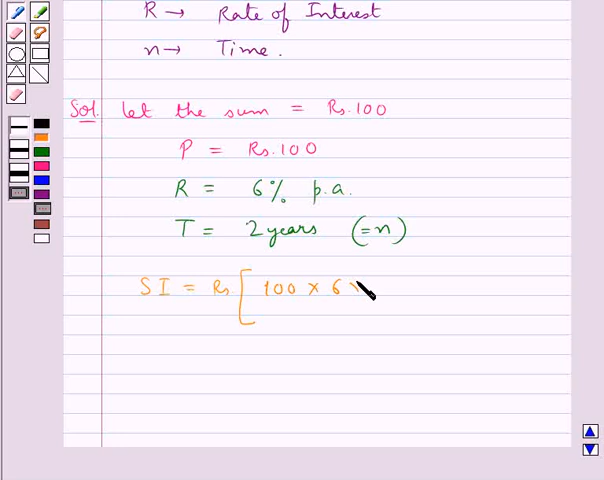 R → Rate of Interest
n → Time.
Sol. let the sum = Rs.100
P = Rs.100
R = 6% p.a.
T = 2 years (=n)
SI = Rs [ 100 × 6